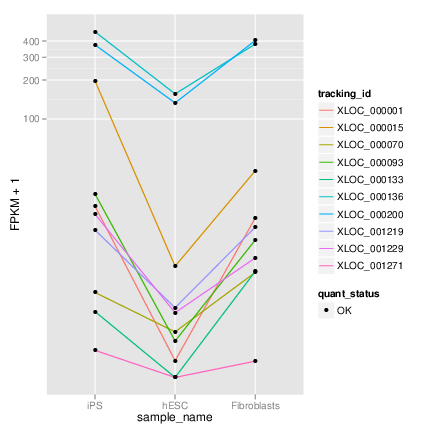 400
300
200
100
FPKM + 1
iPS
hESC
Fibroblasts
sample_name
tracking_id
XLOC_000001
XLOC_000015
XLOC_000070
XLOC_000093
XLOC_000133
XLOC_000136
XLOC_000200
XLOC_001219
XLOC_001229
XLOC_001271
quant_status
OK